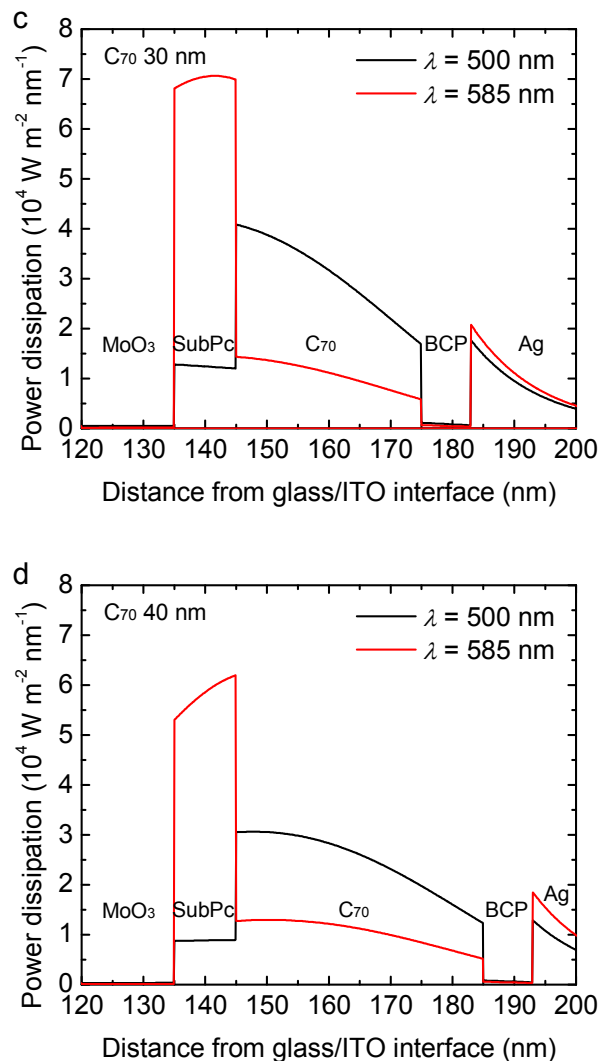 c
C₇₀ 30 nm
λ = 500 nm
λ = 585 nm
Power dissipation (10⁴ W m⁻² nm⁻¹)
8
7
6
5
4
3
2
1
0
MoO₃ SubPc C₇₀ BCP Ag
120 130 140 150 160 170 180 190 200
Distance from glass/ITO interface (nm)
d
C₇₀ 40 nm
λ = 500 nm
λ = 585 nm
Power dissipation (10⁴ W m⁻² nm⁻¹)
8
7
6
5
4
3
2
1
0
MoO₃ SubPc C₇₀ BCP Ag
120 130 140 150 160 170 180 190 200
Distance from glass/ITO interface (nm)